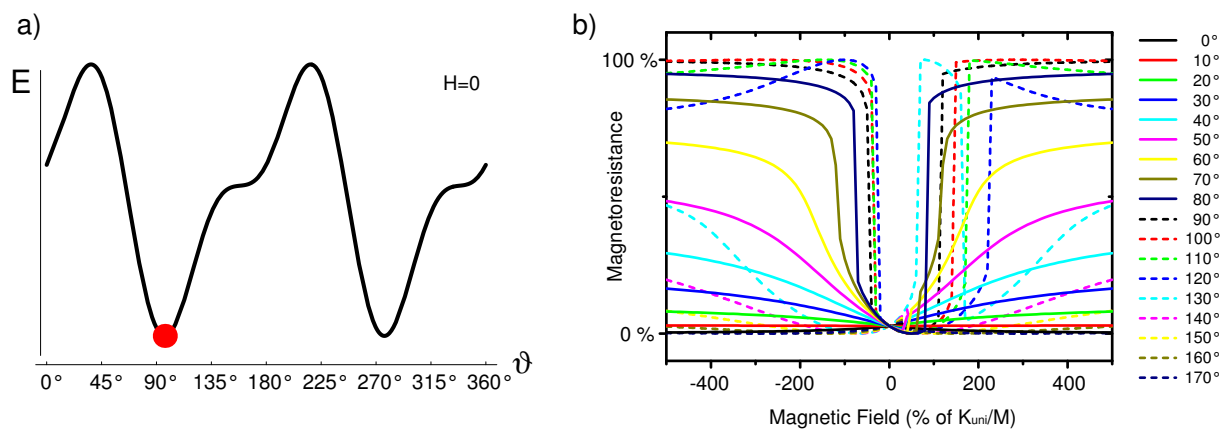 a)
E
H=0
0° 45° 90° 135° 180° 225° 270° 315° 360° ϑ
b)
Magnetoresistance
100 %
0 %
-400 -200 0 200 400
Magnetic Field (% of Kuni/M)
0°
10°
20°
30°
40°
50°
60°
70°
80°
90°
100°
110°
120°
130°
140°
150°
160°
170°